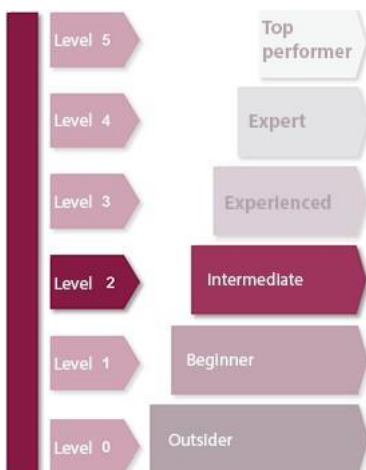 Level 5
Top
performer
Level 4
Expert
Level 3
Experienced
Level 2
Intermediate
Level 1
Beginner
Level 0
Outsider